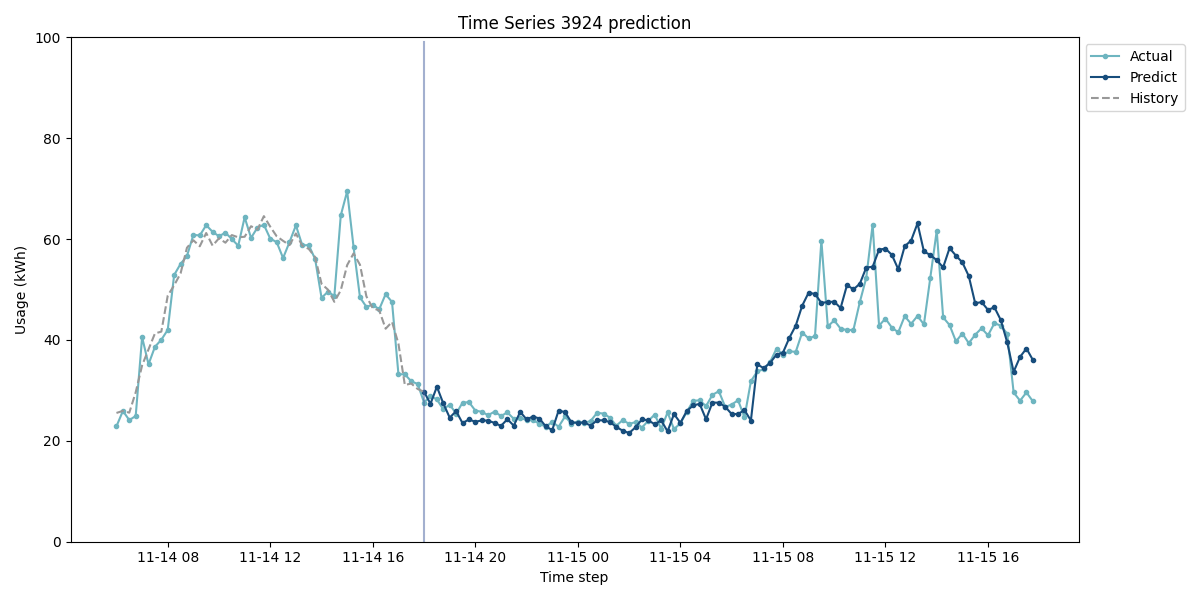 Time Series 3924 prediction
100
80
60
40
20
0
Usage (kWh)
11-14 08
11-14 12
11-14 16
11-14 20
11-15 00
11-15 04
11-15 08
11-15 12
11-15 16
Time step
Actual
Predict
History